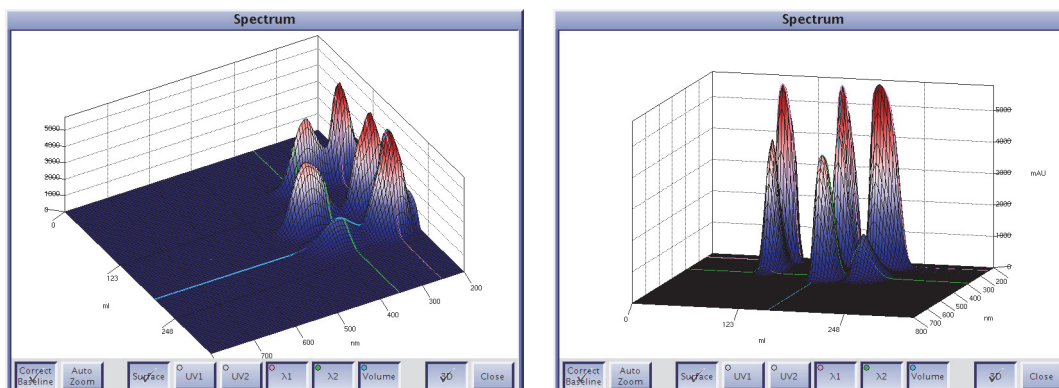 Spectrum
5000
4000
3000
2000
1000
0
0
123
ml
248
700
600
nm
500
400
300
200
Correct Baseline
Auto Zoom
Surface
UV1
UV2
λ1
λ2
Volume
3D
Close
Spectrum
5000
4000
mAU
3000
2000
1000
0
200
300
400
nm
500
600
700
800
0
123
ml
248
Correct Baseline
Auto Zoom
Surface
UV1
UV2
λ1
λ2
Volume
3D
Close